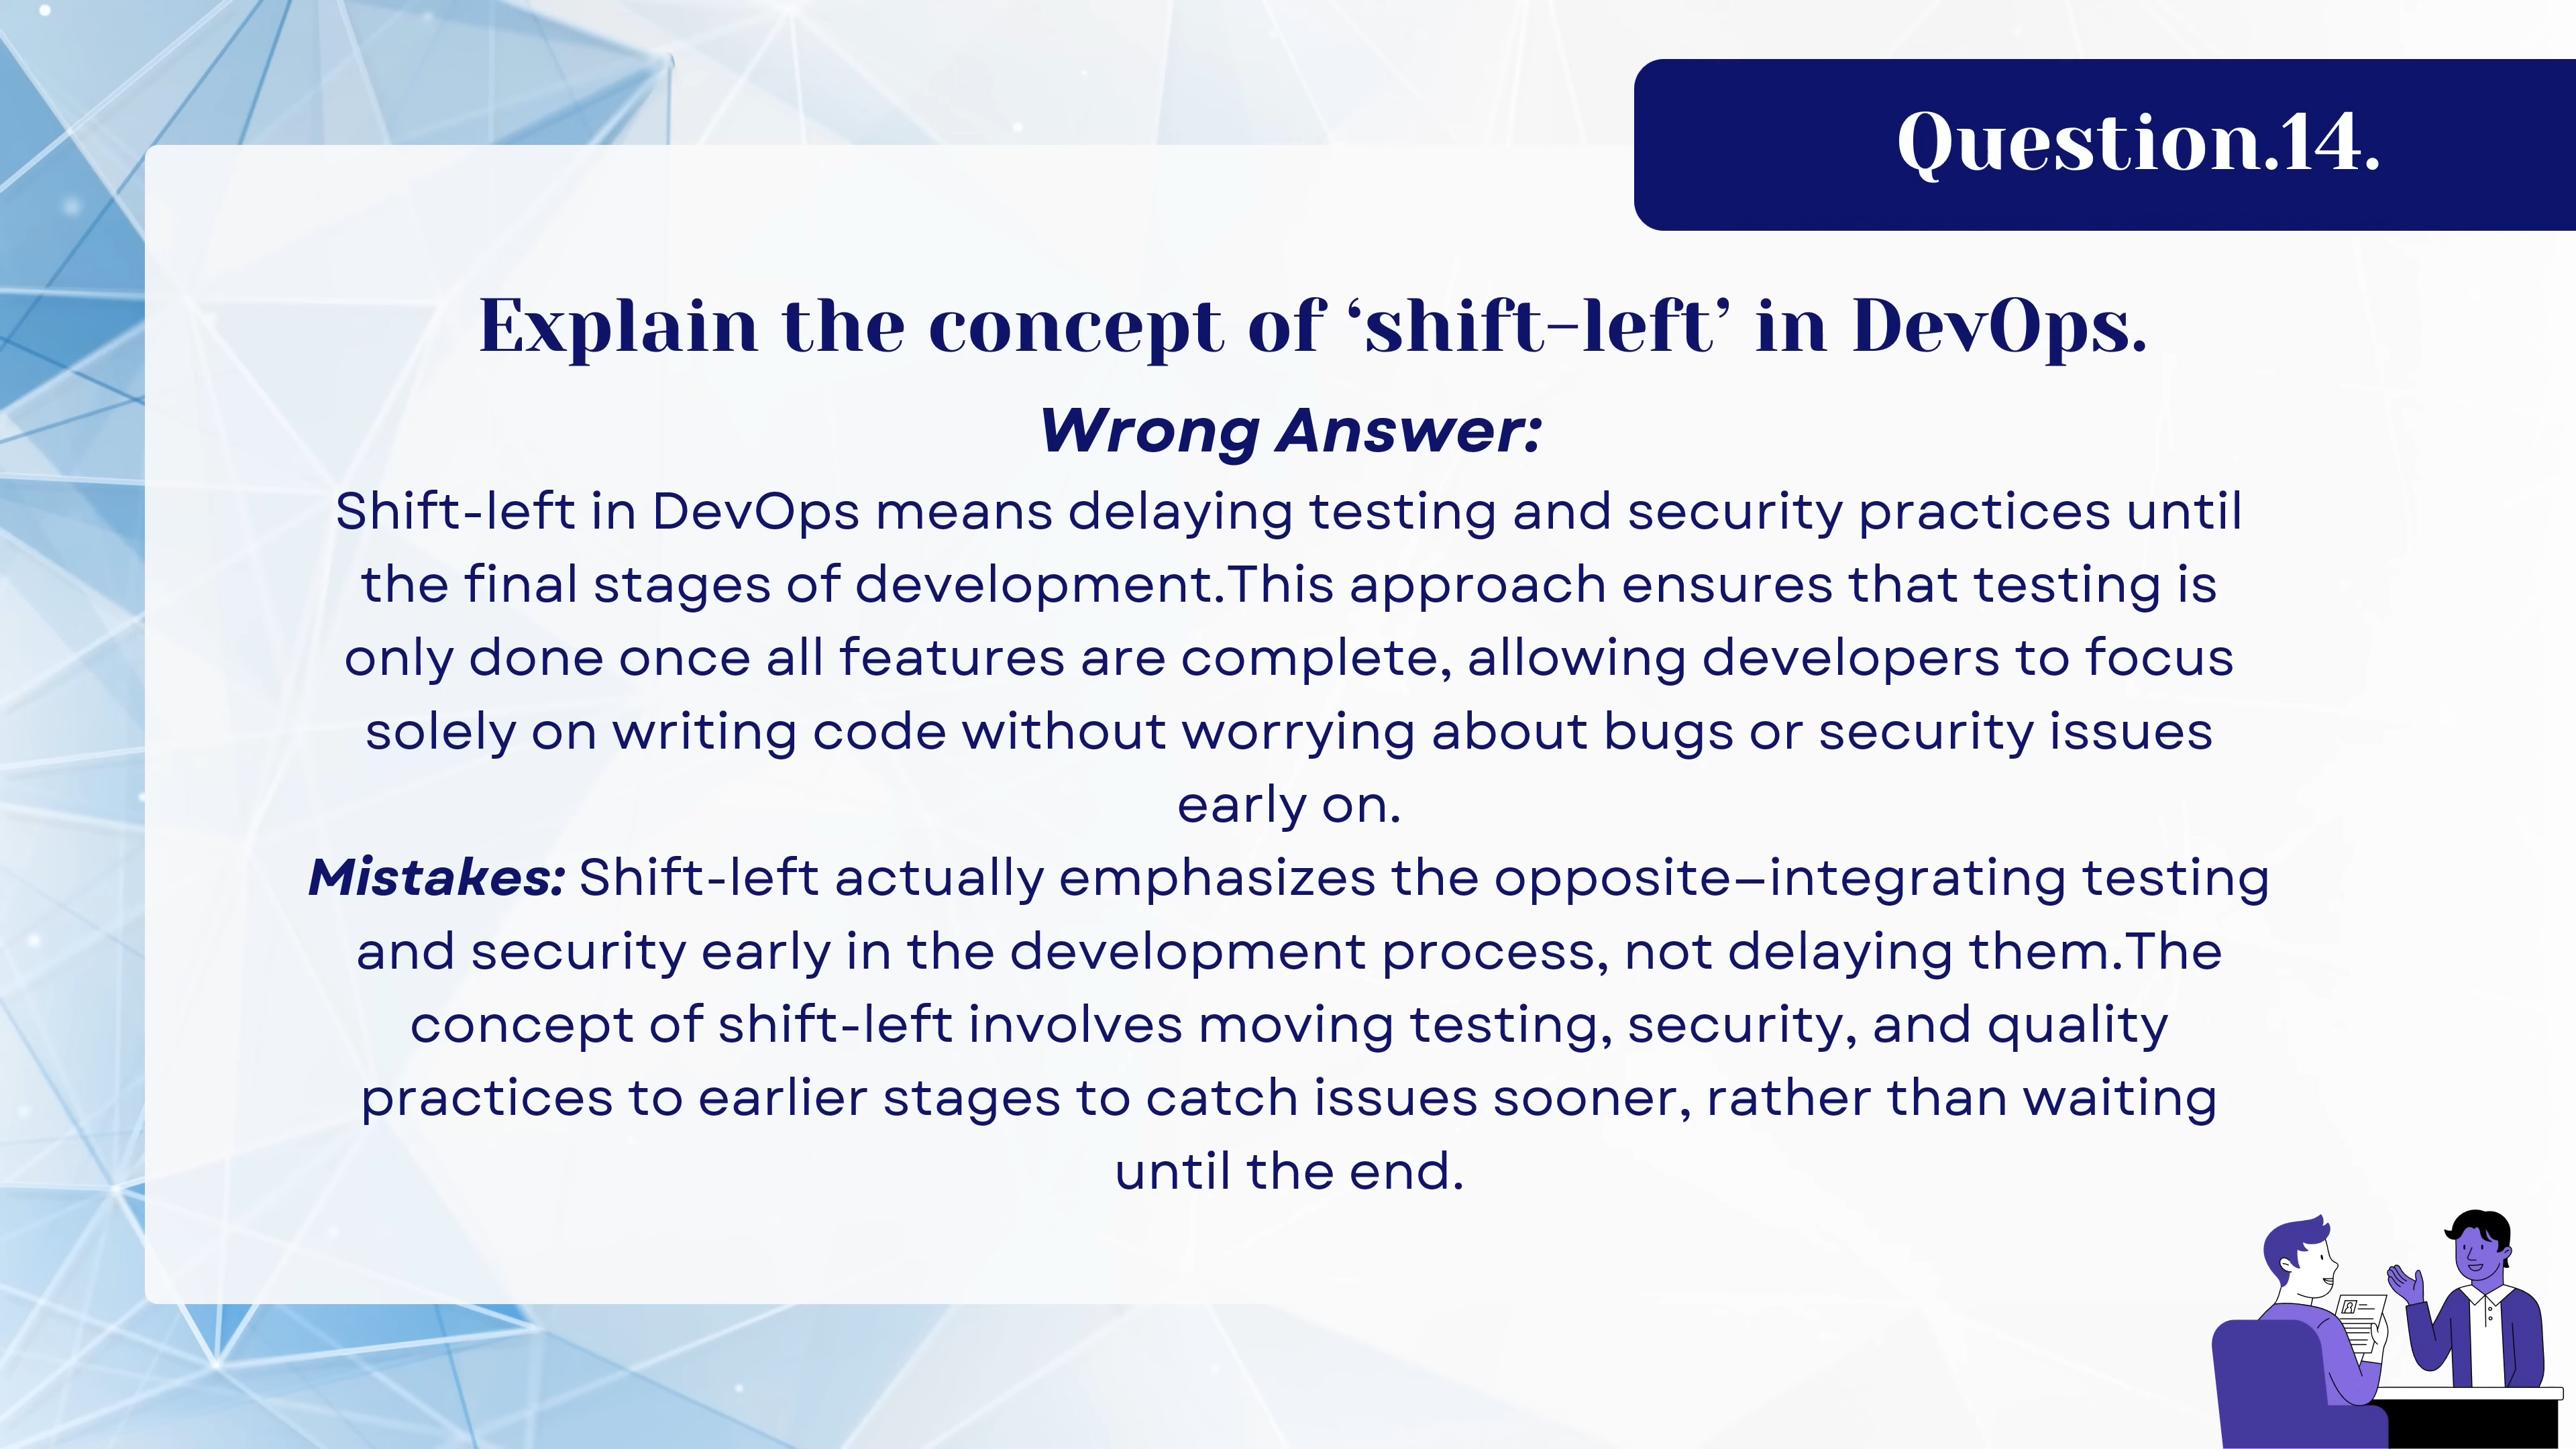 Question.14.
Explain the concept of ‘shift-left’ in DevOps.
Wrong Answer:
Shift-left in DevOps means delaying testing and security practices until
the final stages of development.This approach ensures that testing is
only done once all features are complete, allowing developers to focus
solely on writing code without worrying about bugs or security issues
early on.
Mistakes: Shift-left actually emphasizes the opposite—integrating testing
and security early in the development process, not delaying them.The
concept of shift-left involves moving testing, security, and quality
practices to earlier stages to catch issues sooner, rather than waiting
until the end.